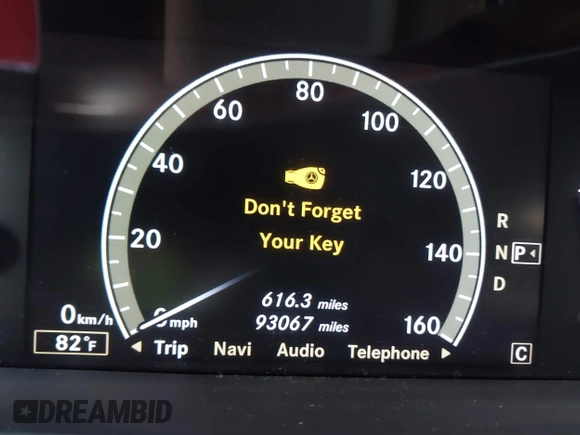 80
60
100
40
120
Don't Forget
Your Key
R
20
140
N P◂
D
616.3 miles
0 km/h
0 mph
93067 miles
160
82°F
◂ Trip Navi Audio Telephone ▸
C
DREAMBID